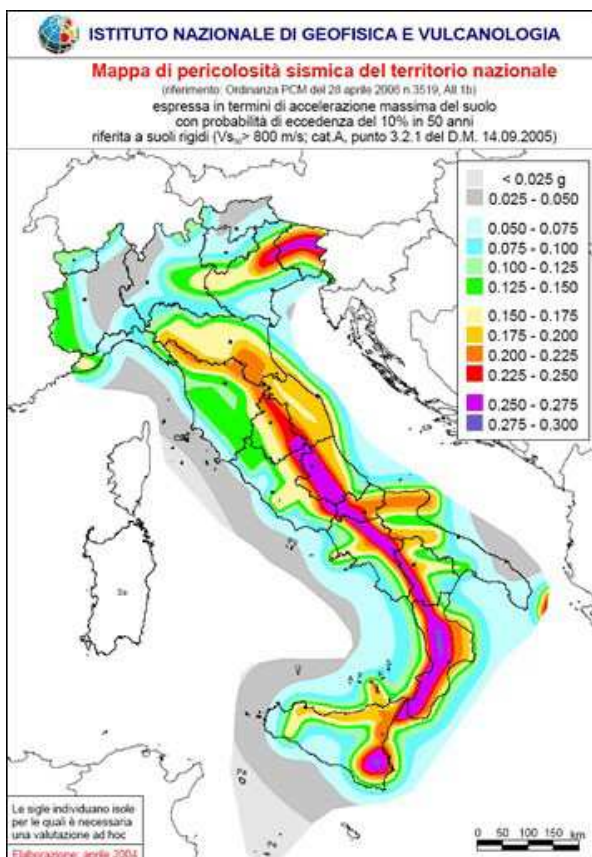 ISTITUTO NAZIONALE DI GEOFISICA E VULCANOLOGIA
Mappa di pericolosità sismica del territorio nazionale
(riferimento: Ordinanza PCM del 28 aprile 2006 n.3519, All.1b)
espressa in termini di accelerazione massima del suolo
con probabilità di eccedenza del 10% in 50 anni
riferita a suoli rigidi (Vs30> 800 m/s; cat.A, punto 3.2.1 del D.M. 14.09.2005)
< 0.025 g
0.025 - 0.050
0.050 - 0.075
0.075 - 0.100
0.100 - 0.125
0.125 - 0.150
0.150 - 0.175
0.175 - 0.200
0.200 - 0.225
0.225 - 0.250
0.250 - 0.275
0.275 - 0.300
Le sigle individuano isole
per le quali è necessaria
una valutazione ad hoc
Elaborazione: aprile 2004
0 50 100 150 km